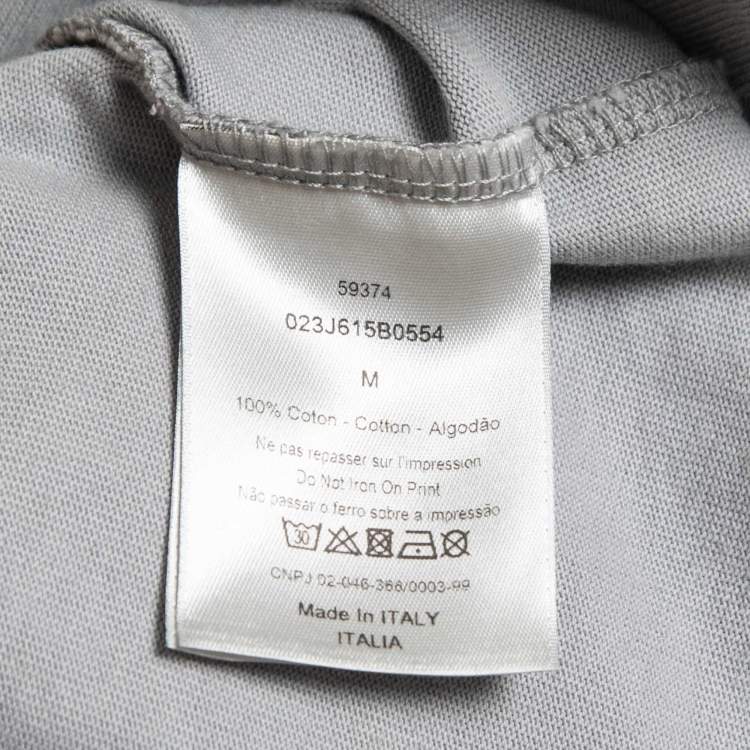 59374
023J615B0554
M
100% Coton - Cotton - Algodão
Ne pas repasser sur l'impression
Do Not Iron On Print
Não passar o ferro sobre a impressão
30
CNPJ 02-046-366/0003-99
Made In ITALY
ITALIA